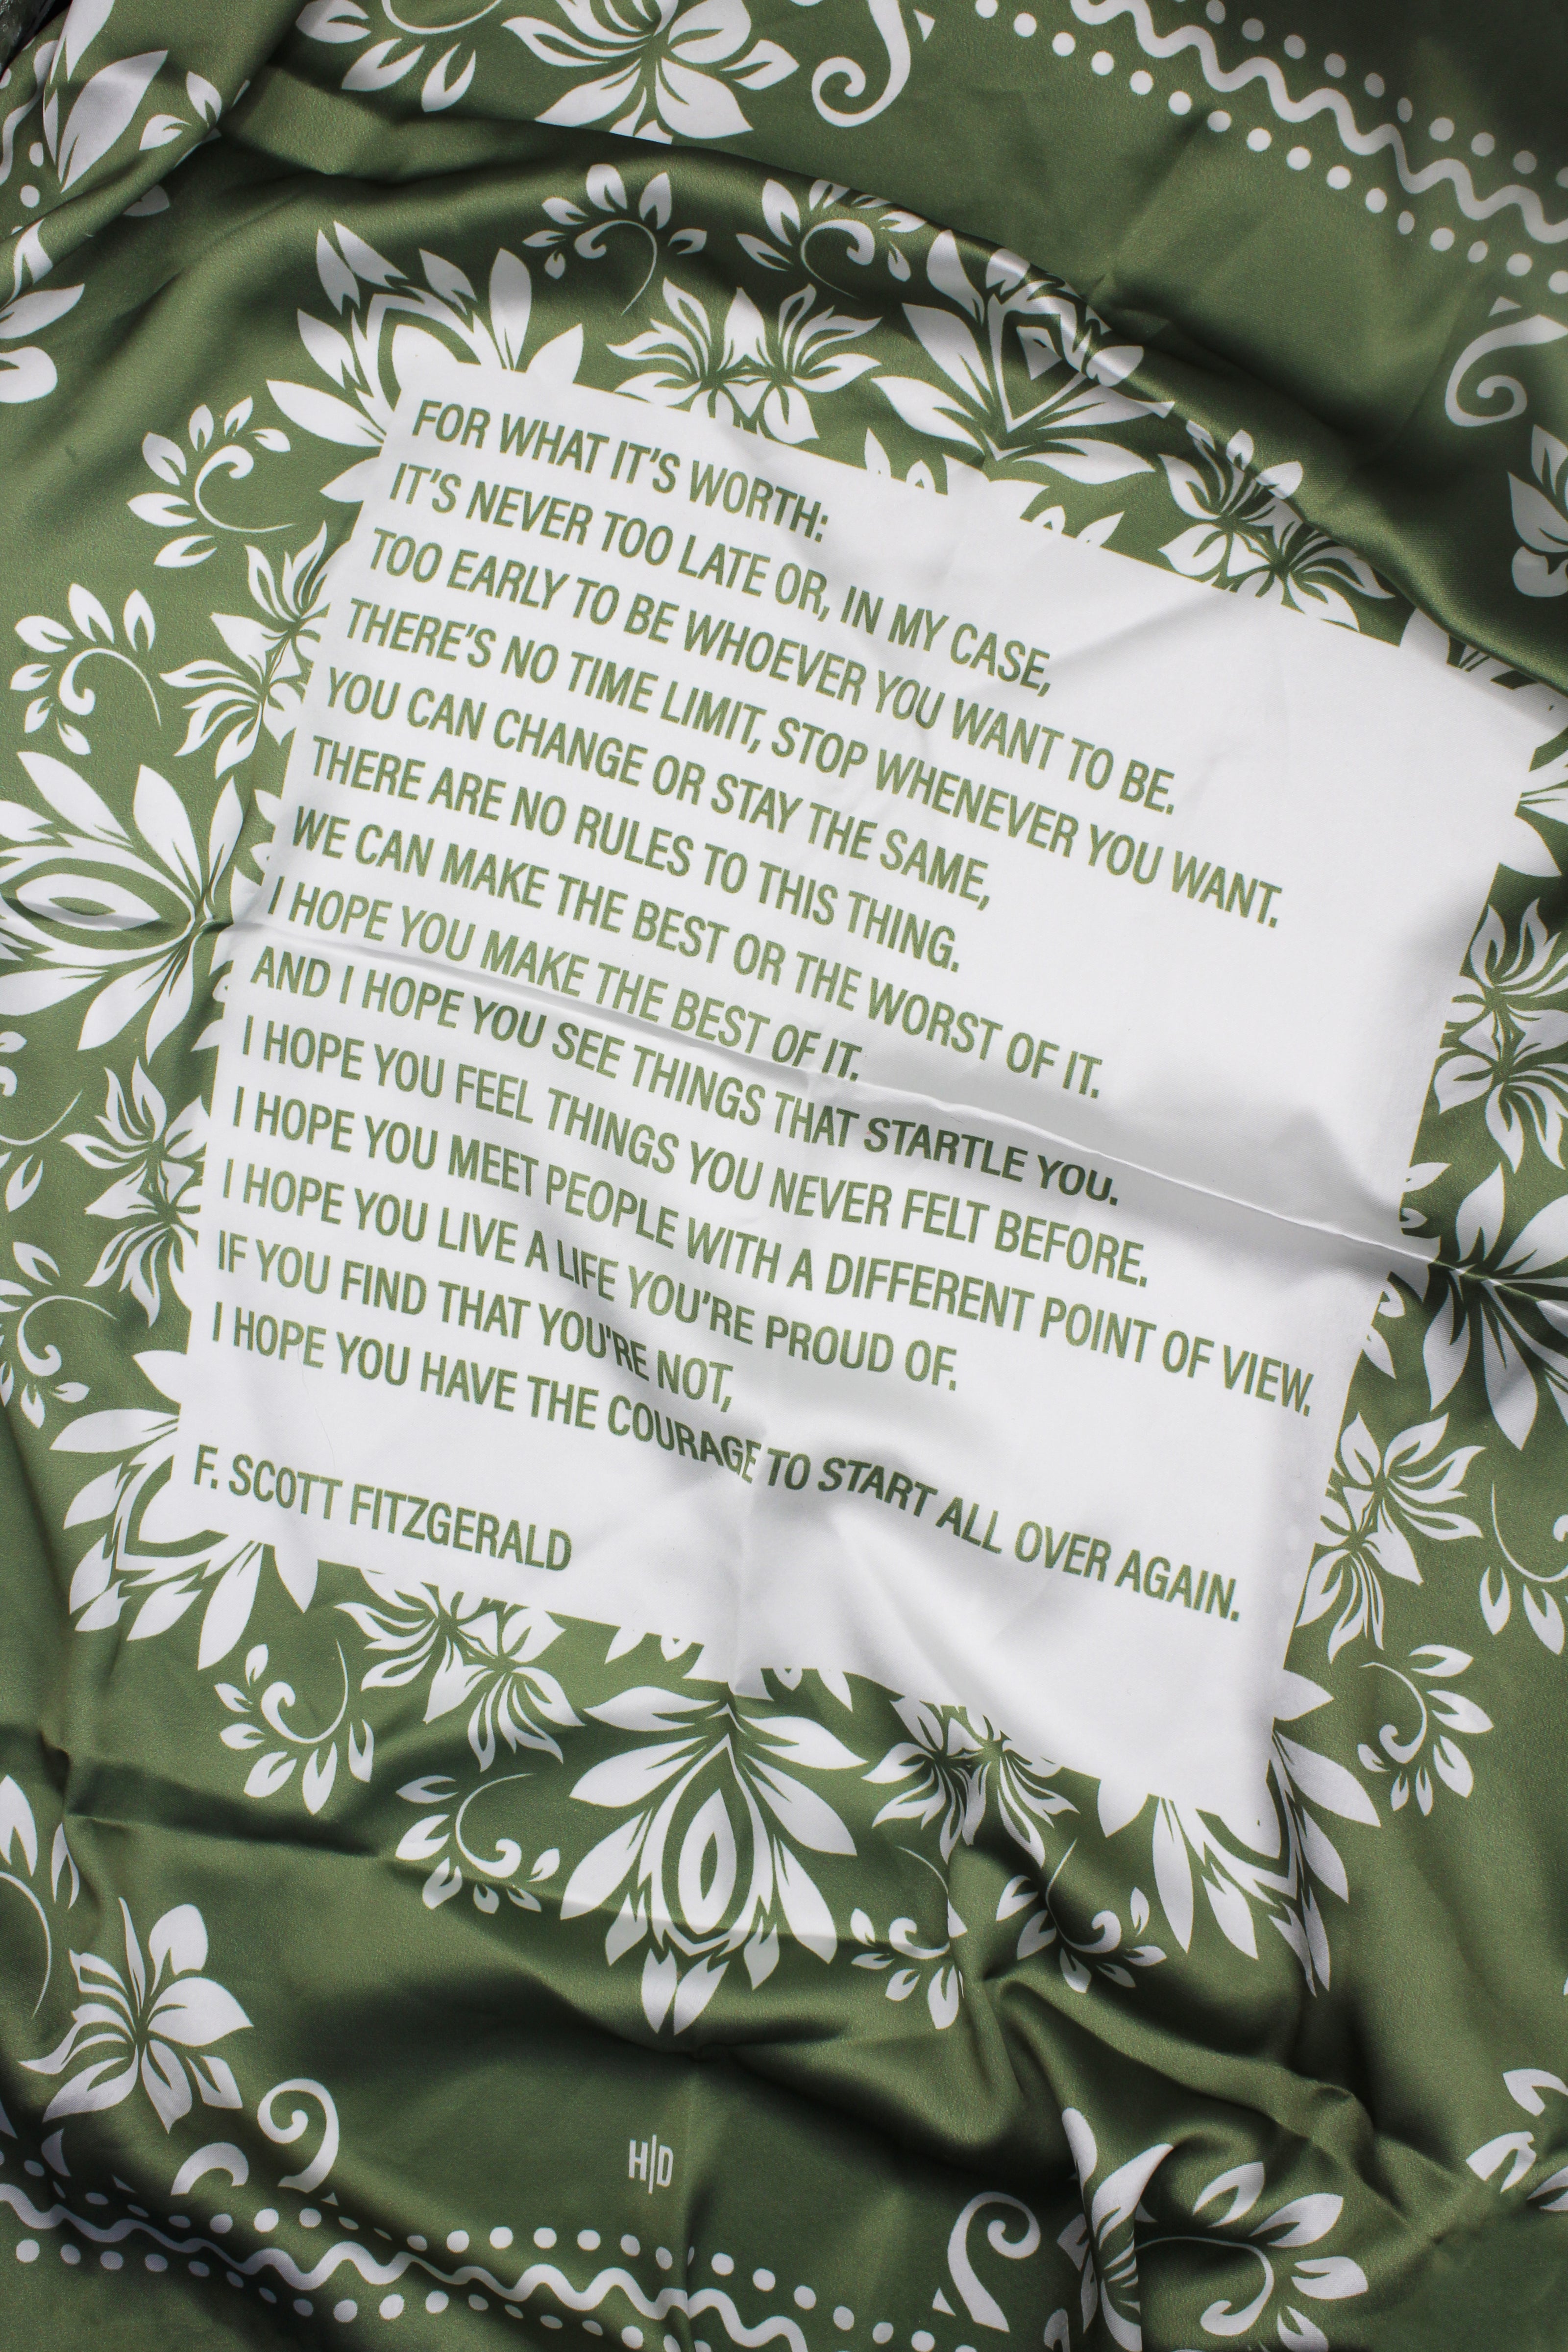 FOR WHAT IT'S WORTH:
IT'S NEVER TOO LATE OR, IN MY CASE,
TOO EARLY TO BE WHOEVER YOU WANT TO BE.
THERE'S NO TIME LIMIT, STOP WHENEVER YOU WANT.
YOU CAN CHANGE OR STAY THE SAME,
THERE ARE NO RULES TO THIS THING.
WE CAN MAKE THE BEST OR THE WORST OF IT.
I HOPE YOU MAKE THE BEST OF IT.
AND I HOPE YOU SEE THINGS THAT STARTLE YOU.
I HOPE YOU FEEL THINGS YOU NEVER FELT BEFORE.
I HOPE YOU MEET PEOPLE WITH A DIFFERENT POINT OF VIEW.
I HOPE YOU LIVE A LIFE YOU'RE PROUD OF.
IF YOU FIND THAT YOU'RE NOT,
I HOPE YOU HAVE THE COURAGE TO START ALL OVER AGAIN.
F. SCOTT FITZGERALD
H|D